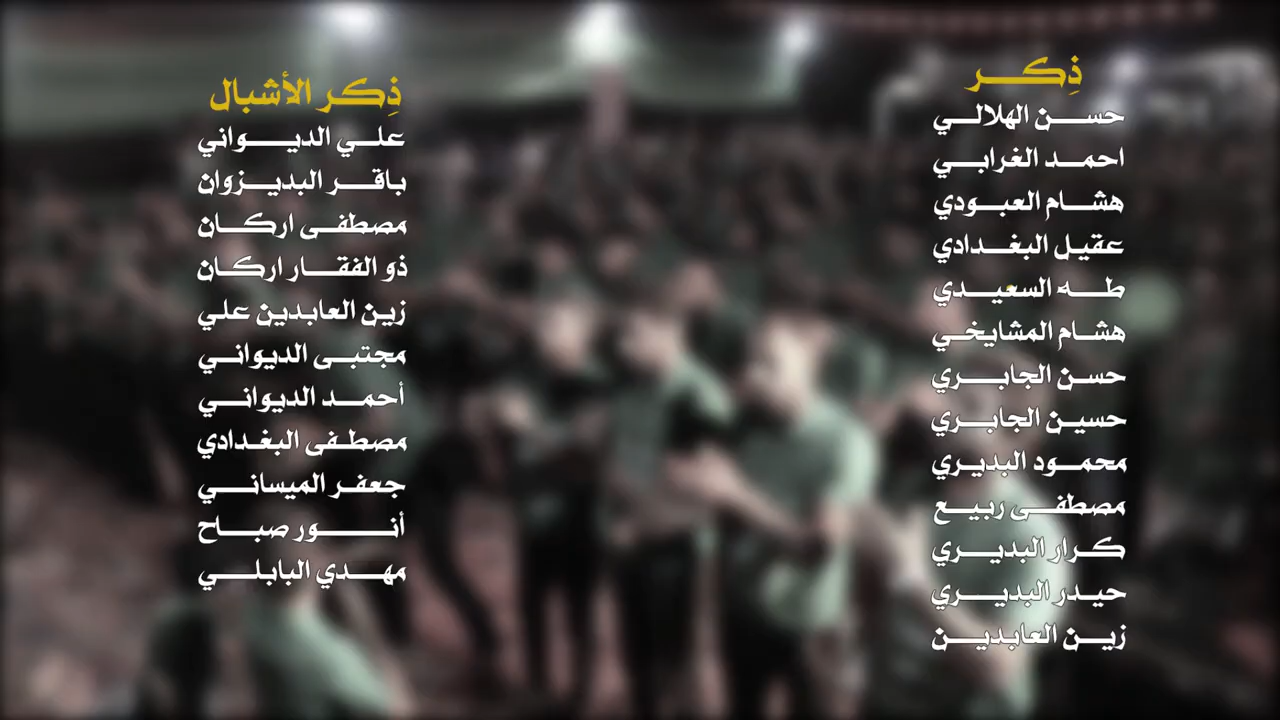 ذِكر
حسن الهلالي
احمد الغرابي
هشام العبودي
عقيل البغدادي
طه السعيدي
هشام المشايخي
حسن الجابري
حسين الجابري
محمود البديري
مصطفى ربيع
كرار البديري
حيدر البديري
زين العابدين
ذِكر الأشبال
علي الديواني
باقر البديزوان
مصطفى اركان
ذو الفقار اركان
زين العابدين علي
مجتبى الديواني
أحمد الديواني
مصطفى البغدادي
جعفر الميساني
أنور صباح
مهدي البابلي